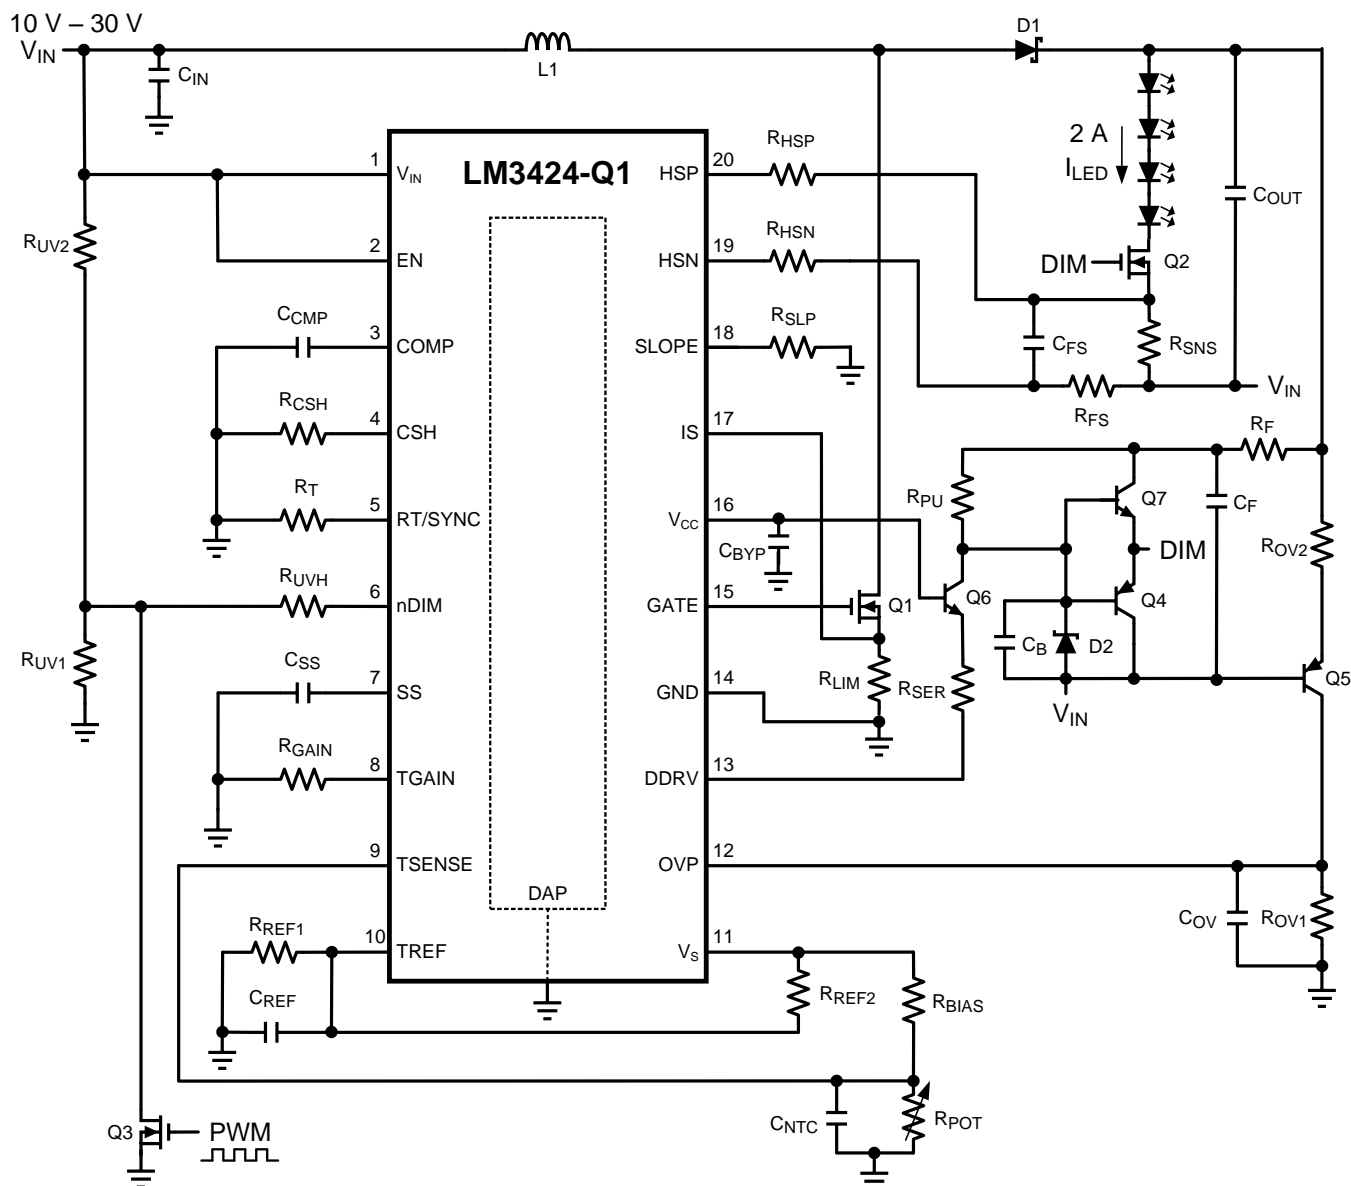 10 V – 30 V
VIN
CIN
L1
D1
2 A
ILED
COUT
LM3424-Q1
1
VIN
20
HSP
RHSP
RUV2
2
EN
19
HSN
RHSN
DIM
Q2
CCMP
3
COMP
18
SLOPE
RSLP
CFS
RSNS
RFS
VIN
RCSH
4
CSH
17
IS
RF
RT
5
RT/SYNC
16
VCC
CBYP
RPU
Q7
CF
DIM
ROV2
RUVH
6
nDIM
15
GATE
Q1
Q6
Q4
RUV1
CSS
7
SS
14
GND
RLIM
RSER
CB
D2
VIN
Q5
RGAIN
8
TGAIN
13
DDRV
9
TSENSE
12
OVP
DAP
COV
ROV1
RREF1
10
TREF
11
VS
CREF
RREF2
RBIAS
CNTC
RPOT
Q3
PWM